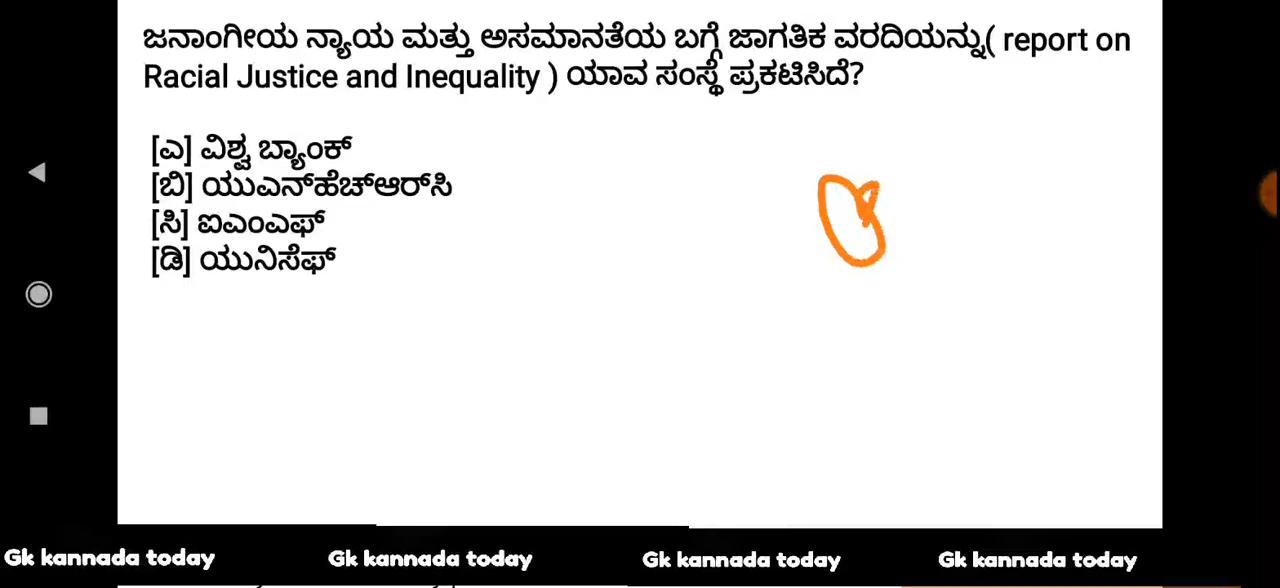 ಜನಾಂಗೀಯ ನ್ಯಾಯ ಮತ್ತು ಅಸಮಾನತೆಯ ಬಗ್ಗೆ ಜಾಗತಿಕ ವರದಿಯನ್ನು( report on
Racial Justice and Inequality ) ಯಾವ ಸಂಸ್ಥೆ ಪ್ರಕಟಿಸಿದೆ?
[ಎ] ವಿಶ್ವ ಬ್ಯಾಂಕ್
[ಬಿ] ಯುಎನ್‌ಹೆಚ್‌ಆರ್‌ಸಿ
[ಸಿ] ಐಎಂಎಫ್
[ಡಿ] ಯುನಿಸೆಫ್
Gk kannada today Gk kannada today Gk kannada today Gk kannada today